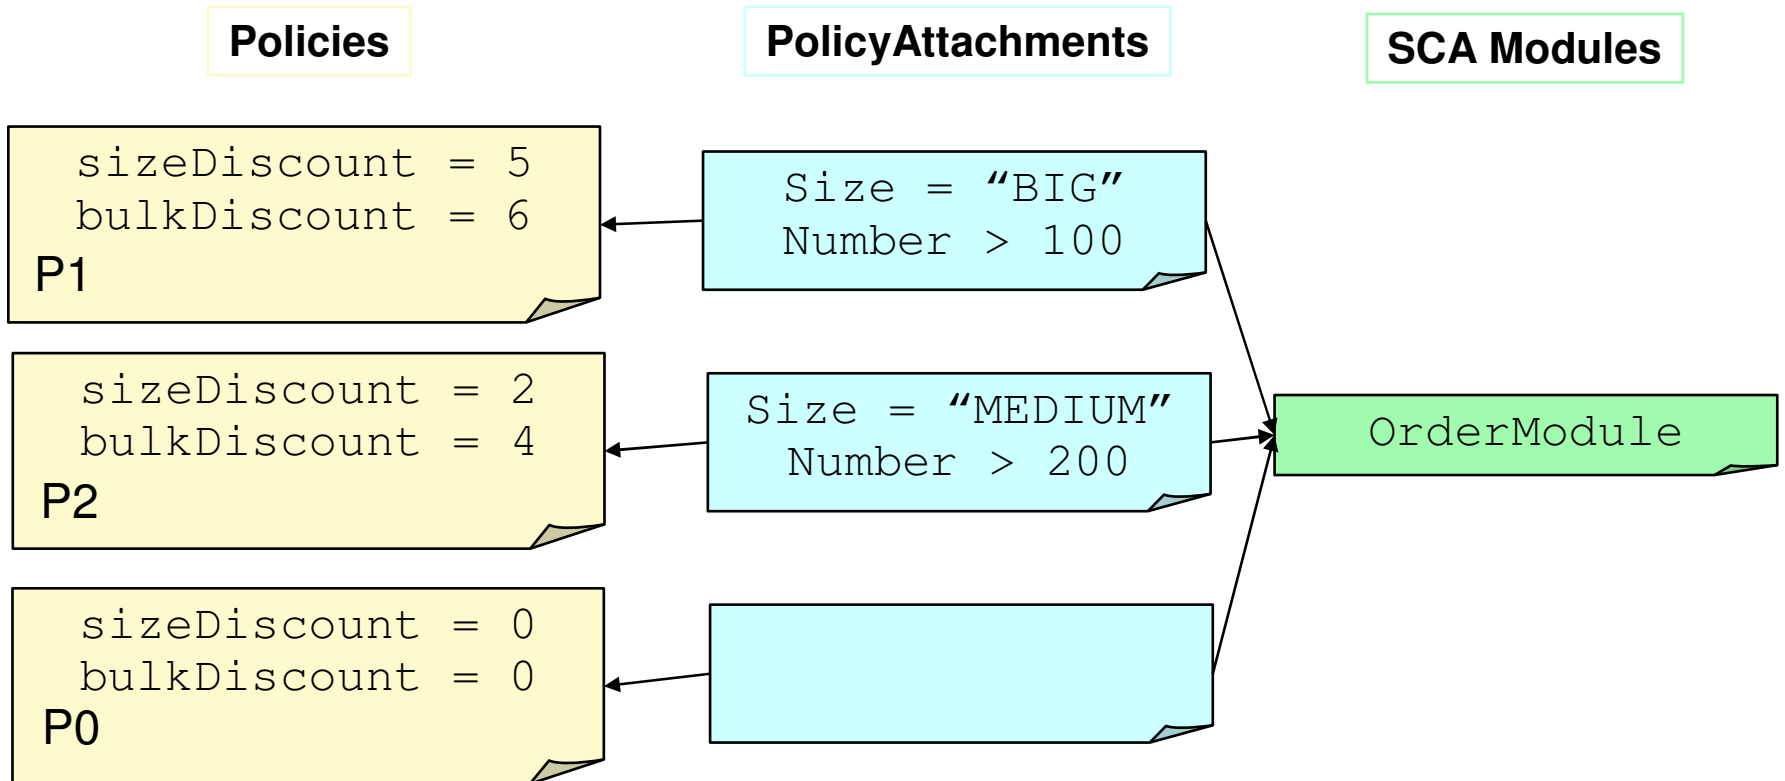 Policies
PolicyAttachments
SCA Modules
sizeDiscount = 5
bulkDiscount = 6
P1
Size = “BIG”
Number > 100
sizeDiscount = 2
bulkDiscount = 4
P2
Size = “MEDIUM”
Number > 200
OrderModule
sizeDiscount = 0
bulkDiscount = 0
P0